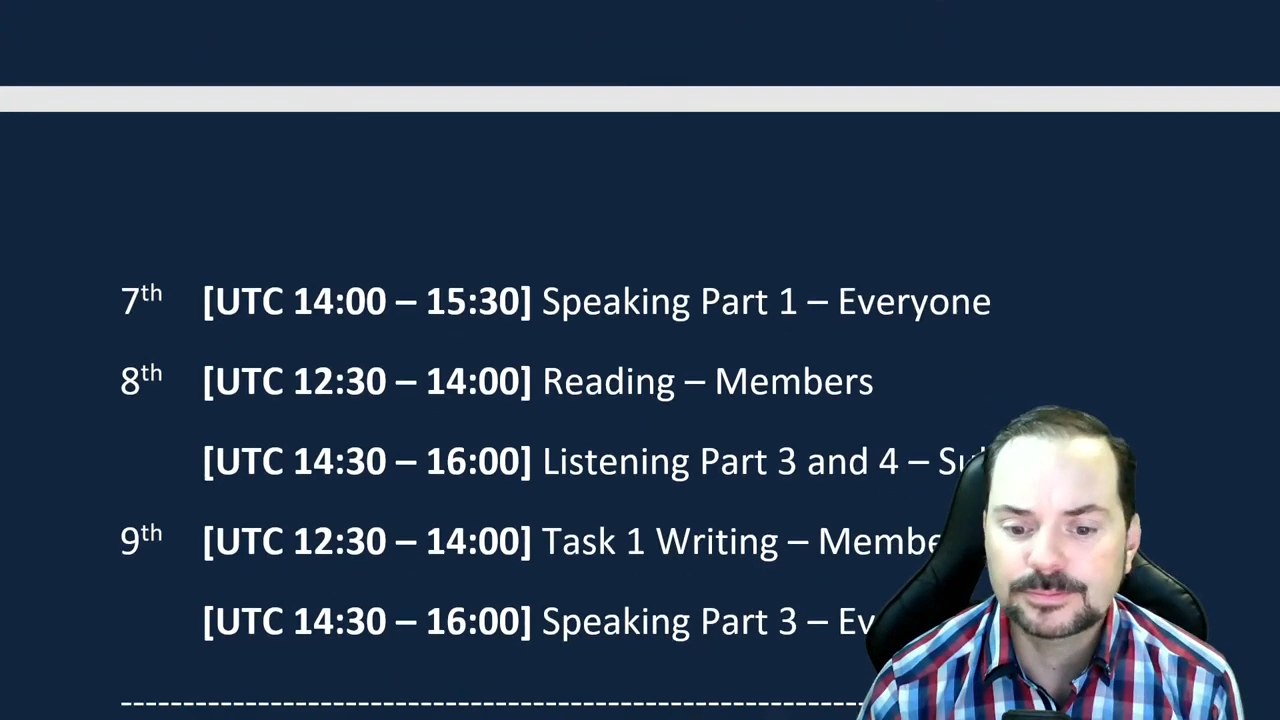 7th [UTC 14:00 – 15:30] Speaking Part 1 – Everyone
8th [UTC 12:30 – 14:00] Reading – Members
[UTC 14:30 – 16:00] Listening Part 3 and 4 –
9th [UTC 12:30 – 14:00] Task 1 Writing –
[UTC 14:30 – 16:00] Speaking Part 3 –
--------------------------------------------------------------